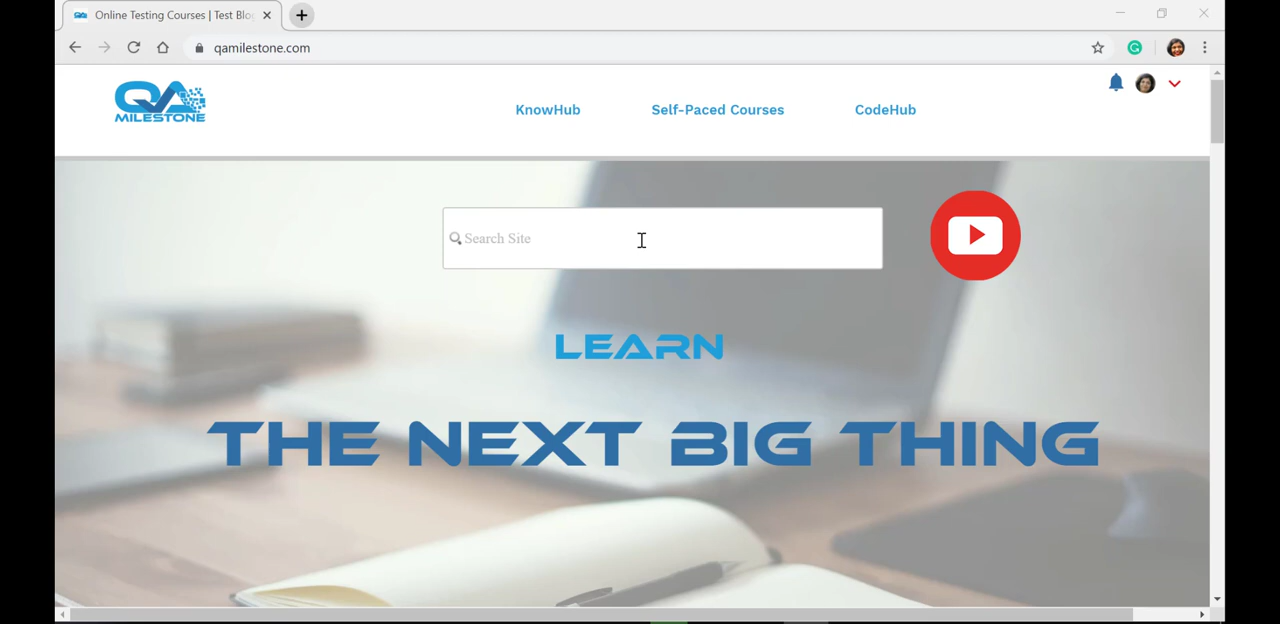 Online Testing Courses | Test Blog
qamilestone.com
QA
MILESTONE
KnowHub
Self-Paced Courses
CodeHub
Search Site
LEARN
THE NEXT BIG THING